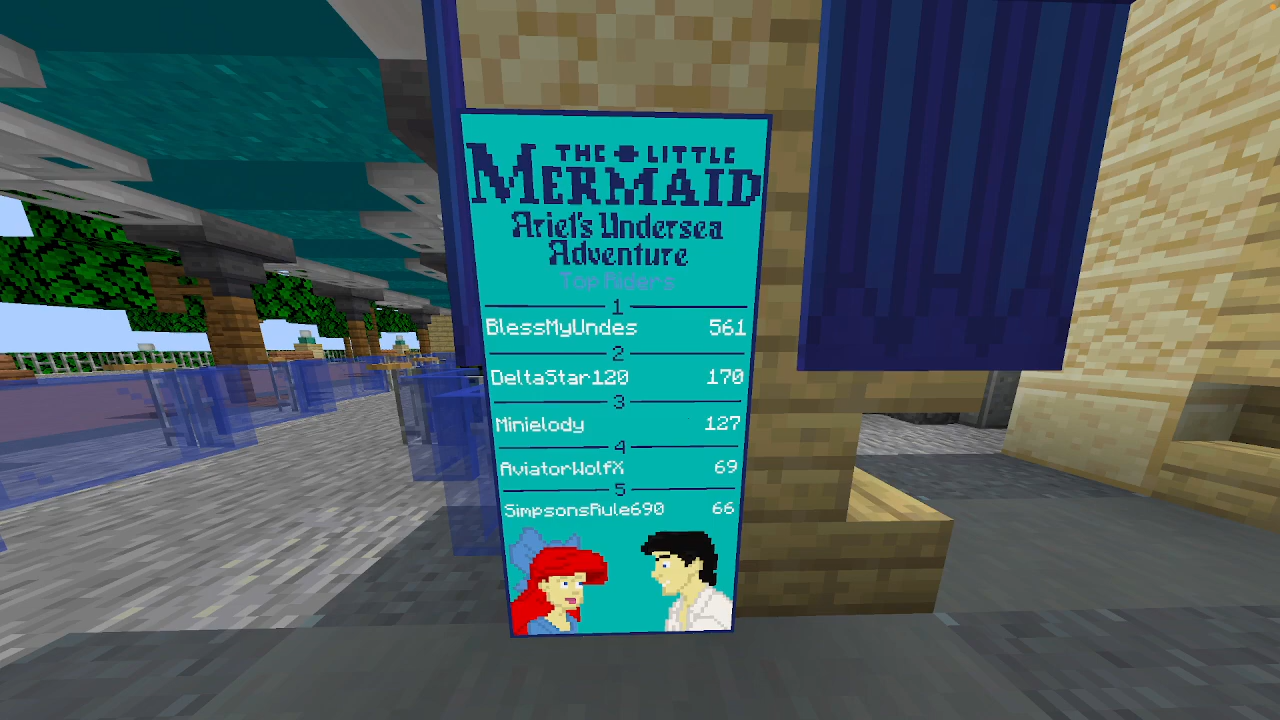 THE LITTLE
MERMAID
Ariel's Undersea
Adventure
Top Riders
1
BlessMyUndes 561
2
DeltaStar120 170
3
Minielody 127
4
AviatorWolfX 69
5
SimpsonsRule690 66